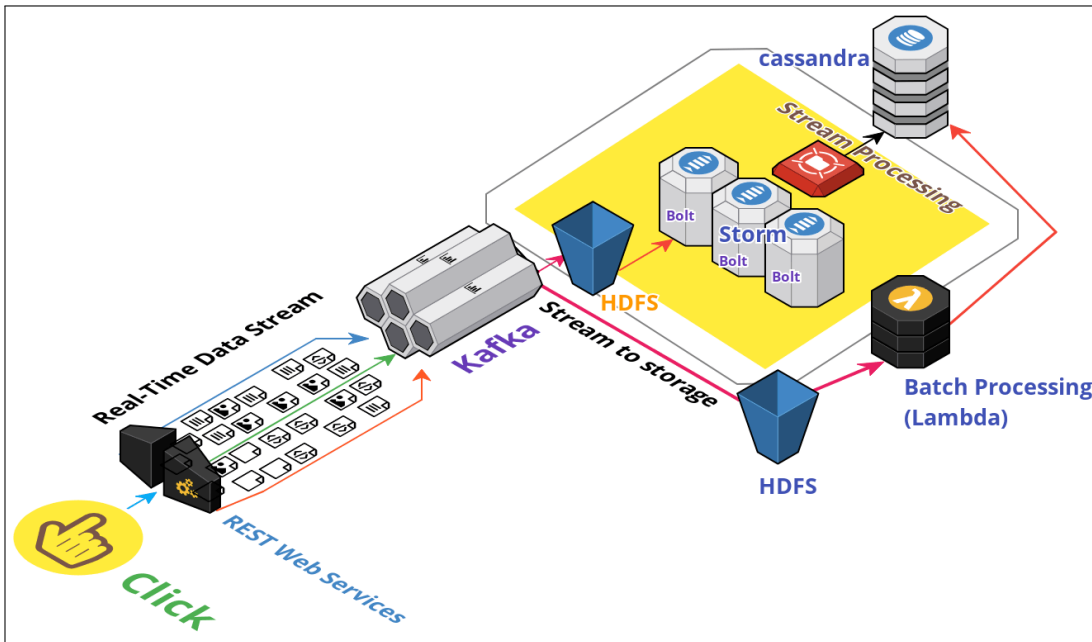 cassandra
Stream Processing
Bolt
Storm
Bolt
Bolt
HDFS
Real-Time Data Stream
Kafka
Stream to storage
Batch Processing
(Lambda)
HDFS
REST Web Services
Click